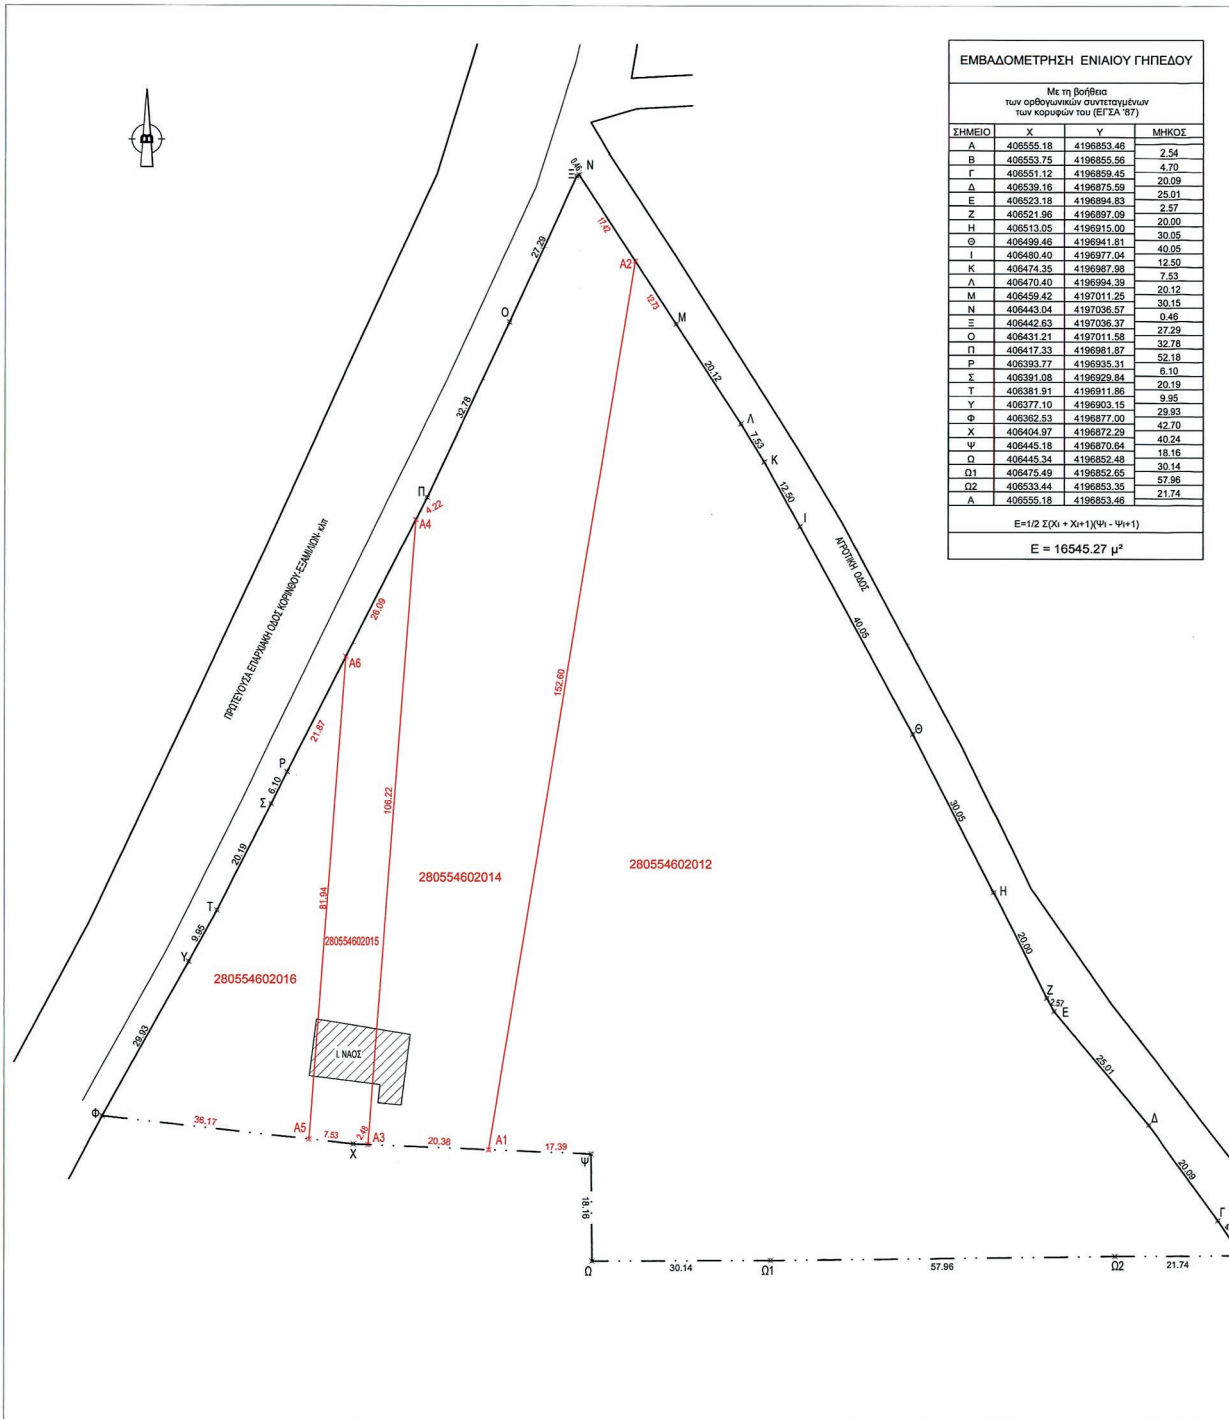 ΕΜΒΑΔΟΜΕΤΡΗΣΗ ΕΝΙΑΙΟΥ ΓΗΠΕΔΟΥ
Με τη βοήθεια
των ορθογωνικών συντεταγμένων
των κορυφών του (ΕΓΣΑ '87)
ΣΗΜΕΙΟ Χ Υ ΜΗΚΟΣ
Α 406555.18 4196853.46
2.54
Β 406553.75 4196855.56
4.70
Γ 406551.12 4196859.45
20.09
Δ 406539.16 4196875.59
25.01
Ε 406523.18 4196894.83
2.57
Ζ 406521.96 4196897.09
20.00
Η 406513.05 4196915.00
30.05
Θ 406499.46 4196941.81
40.05
Ι 406480.40 4196977.04
12.50
Κ 406474.35 4196987.98
7.53
Λ 406470.40 4196994.39
20.12
Μ 406459.42 4197011.25
30.15
Ν 406443.04 4197036.57
0.46
Ξ 406442.63 4197036.37
27.29
Ο 406431.21 4197011.58
32.78
Π 406417.33 4196981.87
52.18
Ρ 406393.77 4196935.31
6.10
Σ 406391.08 4196929.84
20.19
Τ 406381.91 4196911.86
9.95
Υ 406377.10 4196903.15
29.93
Φ 406362.53 4196877.00
42.70
Χ 406404.97 4196872.29
40.24
Ψ 406445.18 4196870.64
18.16
Ω 406445.34 4196852.48
30.14
Ω1 406475.49 4196852.65
57.96
Ω2 406533.44 4196853.35
21.74
Α 406555.18 4196853.46
Ε=1/2 Σ(Χι + Χι+1)(Ψι - Ψι+1)
Ε = 16545.27 μ²
Β
0.46
Ν
Ξ
17.42
27.29
Α2
12.73
Ο
Μ
20.12
32.78
Λ
7.53
Κ
12.50
Π
4.22
Α4
Ι
ΑΓΡΟΤΙΚΗ ΟΔΟΣ
ΠΡΩΤΕΥΟΥΣΑ ΕΠΑΡΧΙΑΚΗ ΟΔΟΣ ΚΟΡΙΝΘΟΥ-ΕΞΑΜΙΛΙΩΝ- κλπ
26.09
40.05
Α6
152.60
21.87
Θ
Ρ
6.10
Σ
106.22
30.05
20.19
280554602012
280554602014
Η
81.94
Τ
9.95
20.00
280554602015
Υ
280554602016
Ζ
2.57
Ε
29.93
Ι. ΝΑΟΣ
25.01
Φ
36.17
Δ
Α5
7.53
2.48
Α3
20.38
Α1
17.39
Χ
Ψ
20.09
18.16
Γ
4
Ω
30.14
Ω1
57.96
Ω2
21.74